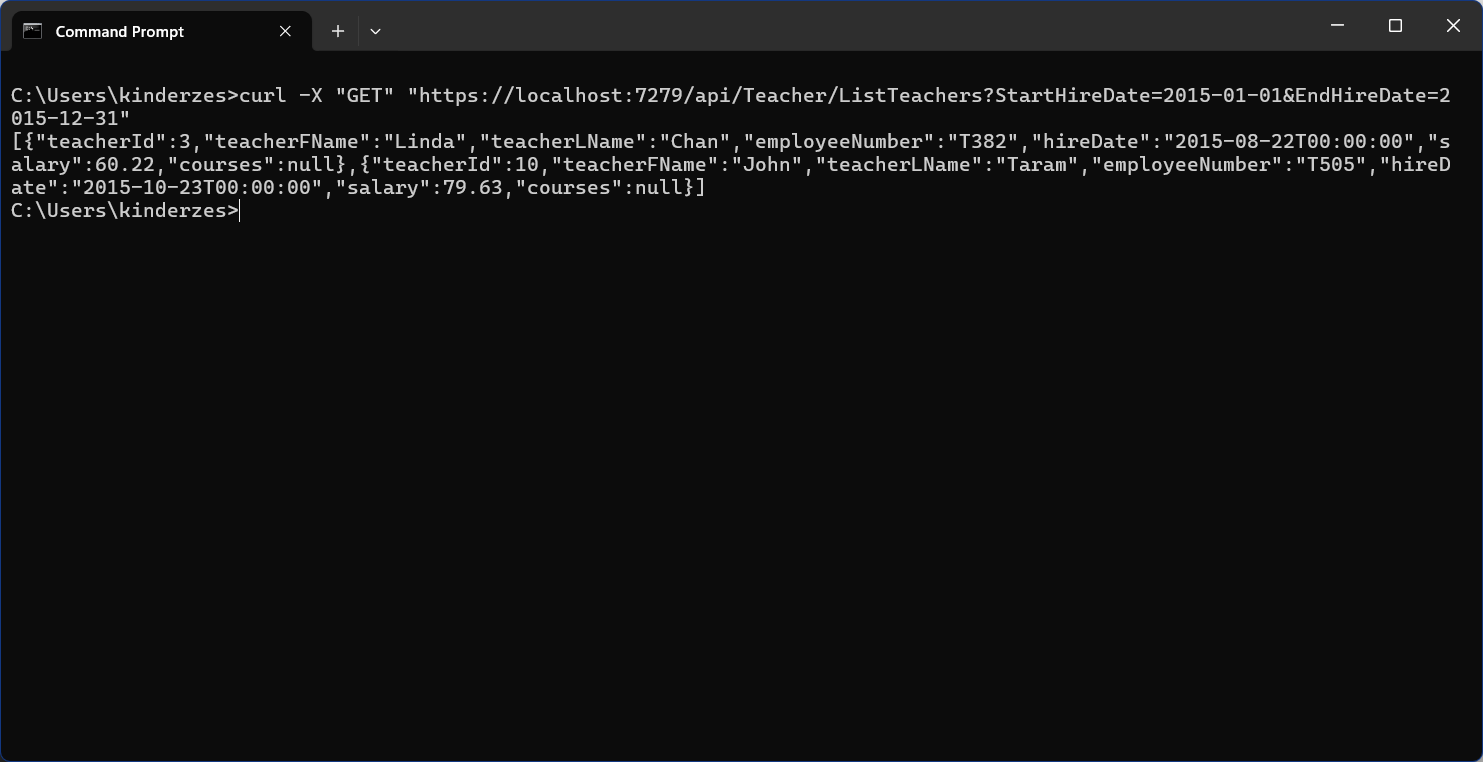 Command Prompt
C:\Users\kinderzes>curl -X "GET" "https://localhost:7279/api/Teacher/ListTeachers?StartHireDate=2015-01-01&EndHireDate=2
015-12-31"
[{"teacherId":3,"teacherFName":"Linda","teacherLName":"Chan","employeeNumber":"T382","hireDate":"2015-08-22T00:00:00","s
alary":60.22,"courses":null},{"teacherId":10,"teacherFName":"John","teacherLName":"Taram","employeeNumber":"T505","hireD
ate":"2015-10-23T00:00:00","salary":79.63,"courses":null}]
C:\Users\kinderzes>